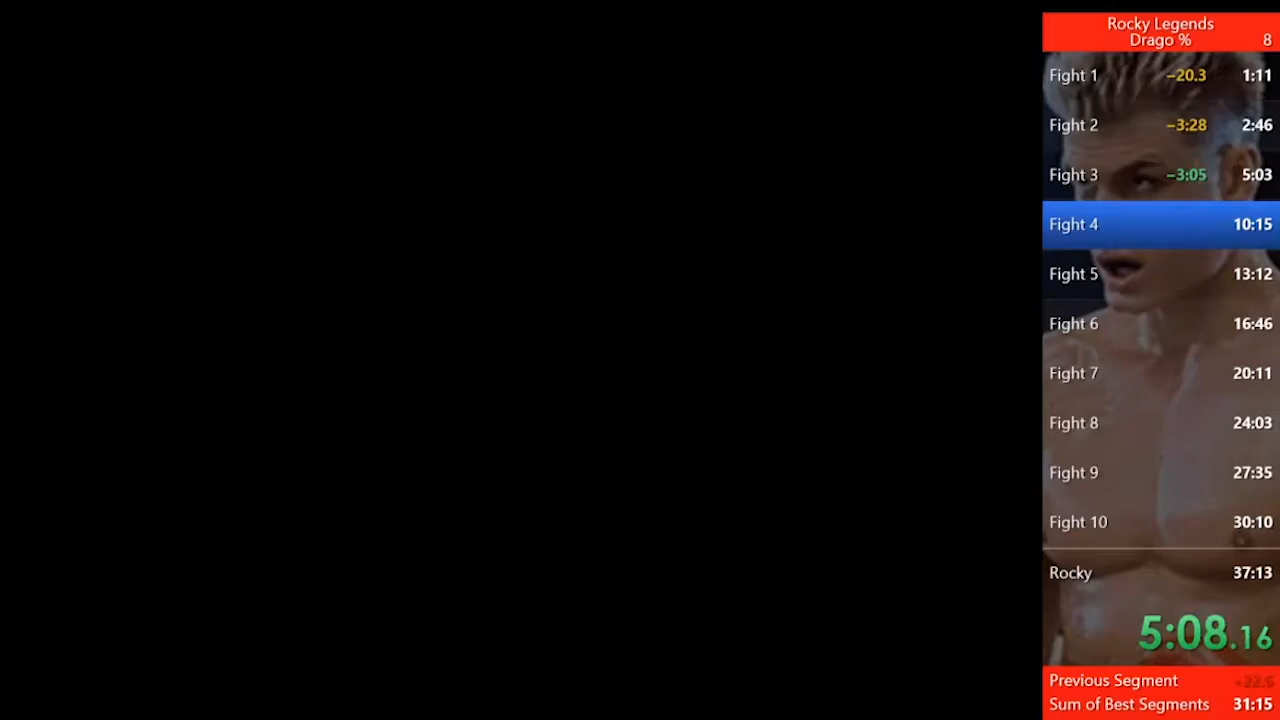 Rocky Legends
Drago % 8
Fight 1 −20.3 1:11
Fight 2 −3:28 2:46
Fight 3 −3:05 5:03
Fight 4 10:15
Fight 5 13:12
Fight 6 16:46
Fight 7 20:11
Fight 8 24:03
Fight 9 27:35
Fight 10 30:10
Rocky 37:13
5:08.16
Previous Segment +22.6
Sum of Best Segments 31:15